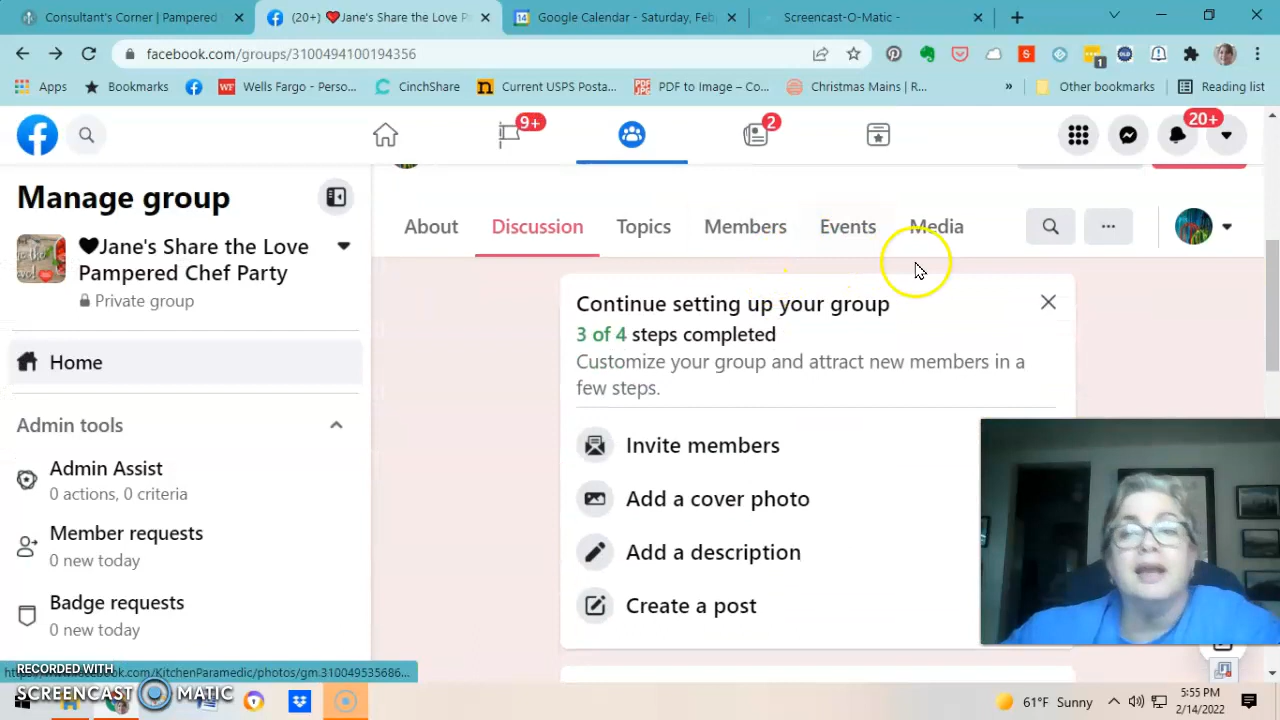 Consultant's Corner | Pampered
(20+) ❤Jane's Share the Love P
Google Calendar - Saturday, Feb
Screencast-O-Matic -
facebook.com/groups/3100494100194356
Apps
Bookmarks
Wells Fargo - Perso...
CinchShare
Current USPS Posta...
PDF to Image – Co...
Christmas Mains | R...
»
Other bookmarks
Reading list
9+
2
20+
Manage group
🖤Jane's Share the Love
Pampered Chef Party
Private group
Home
Admin tools
Admin Assist
0 actions, 0 criteria
Member requests
0 new today
Badge requests
0 new today
About
Discussion
Topics
Members
Events
Media
Continue setting up your group
3 of 4 steps completed
Customize your group and attract new members in a
few steps.
Invite members
Add a cover photo
Add a description
Create a post
RECORDED WITH
SCREENCAST MATIC
61°F Sunny
5:55 PM
2/14/2022